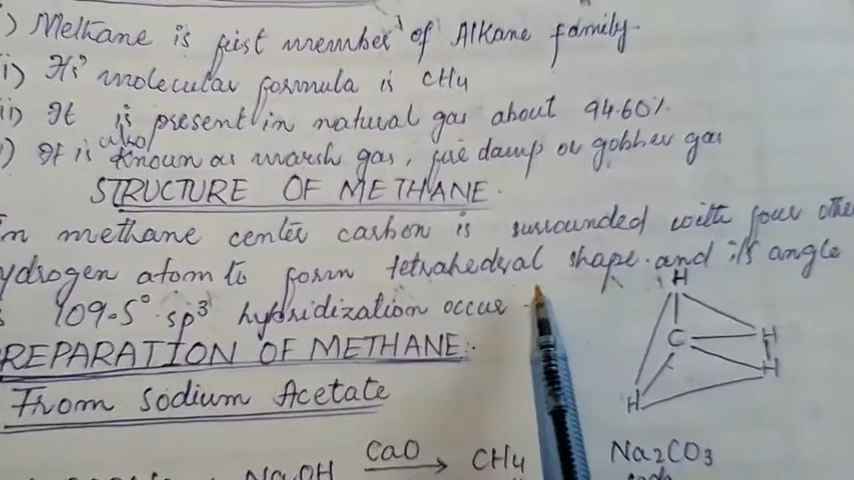 ) Methane is first member of Alkane family.
i) It's molecular formula is CH4
ii) It is present in natural gas about 94.60%.
) It is also known as marsh gas, fire damp or gobber gas
STRUCTURE OF METHANE.
In methane center carbon is surrounded with four othe
ydrogen atom to form tetrahedral shape. and it's angle
s 109.5° sp³ hybridization occur
H
C
H
H
H
REPARATION OF METHANE:
From Sodium Acetate
NaOH CaO → CH4 Na2CO3